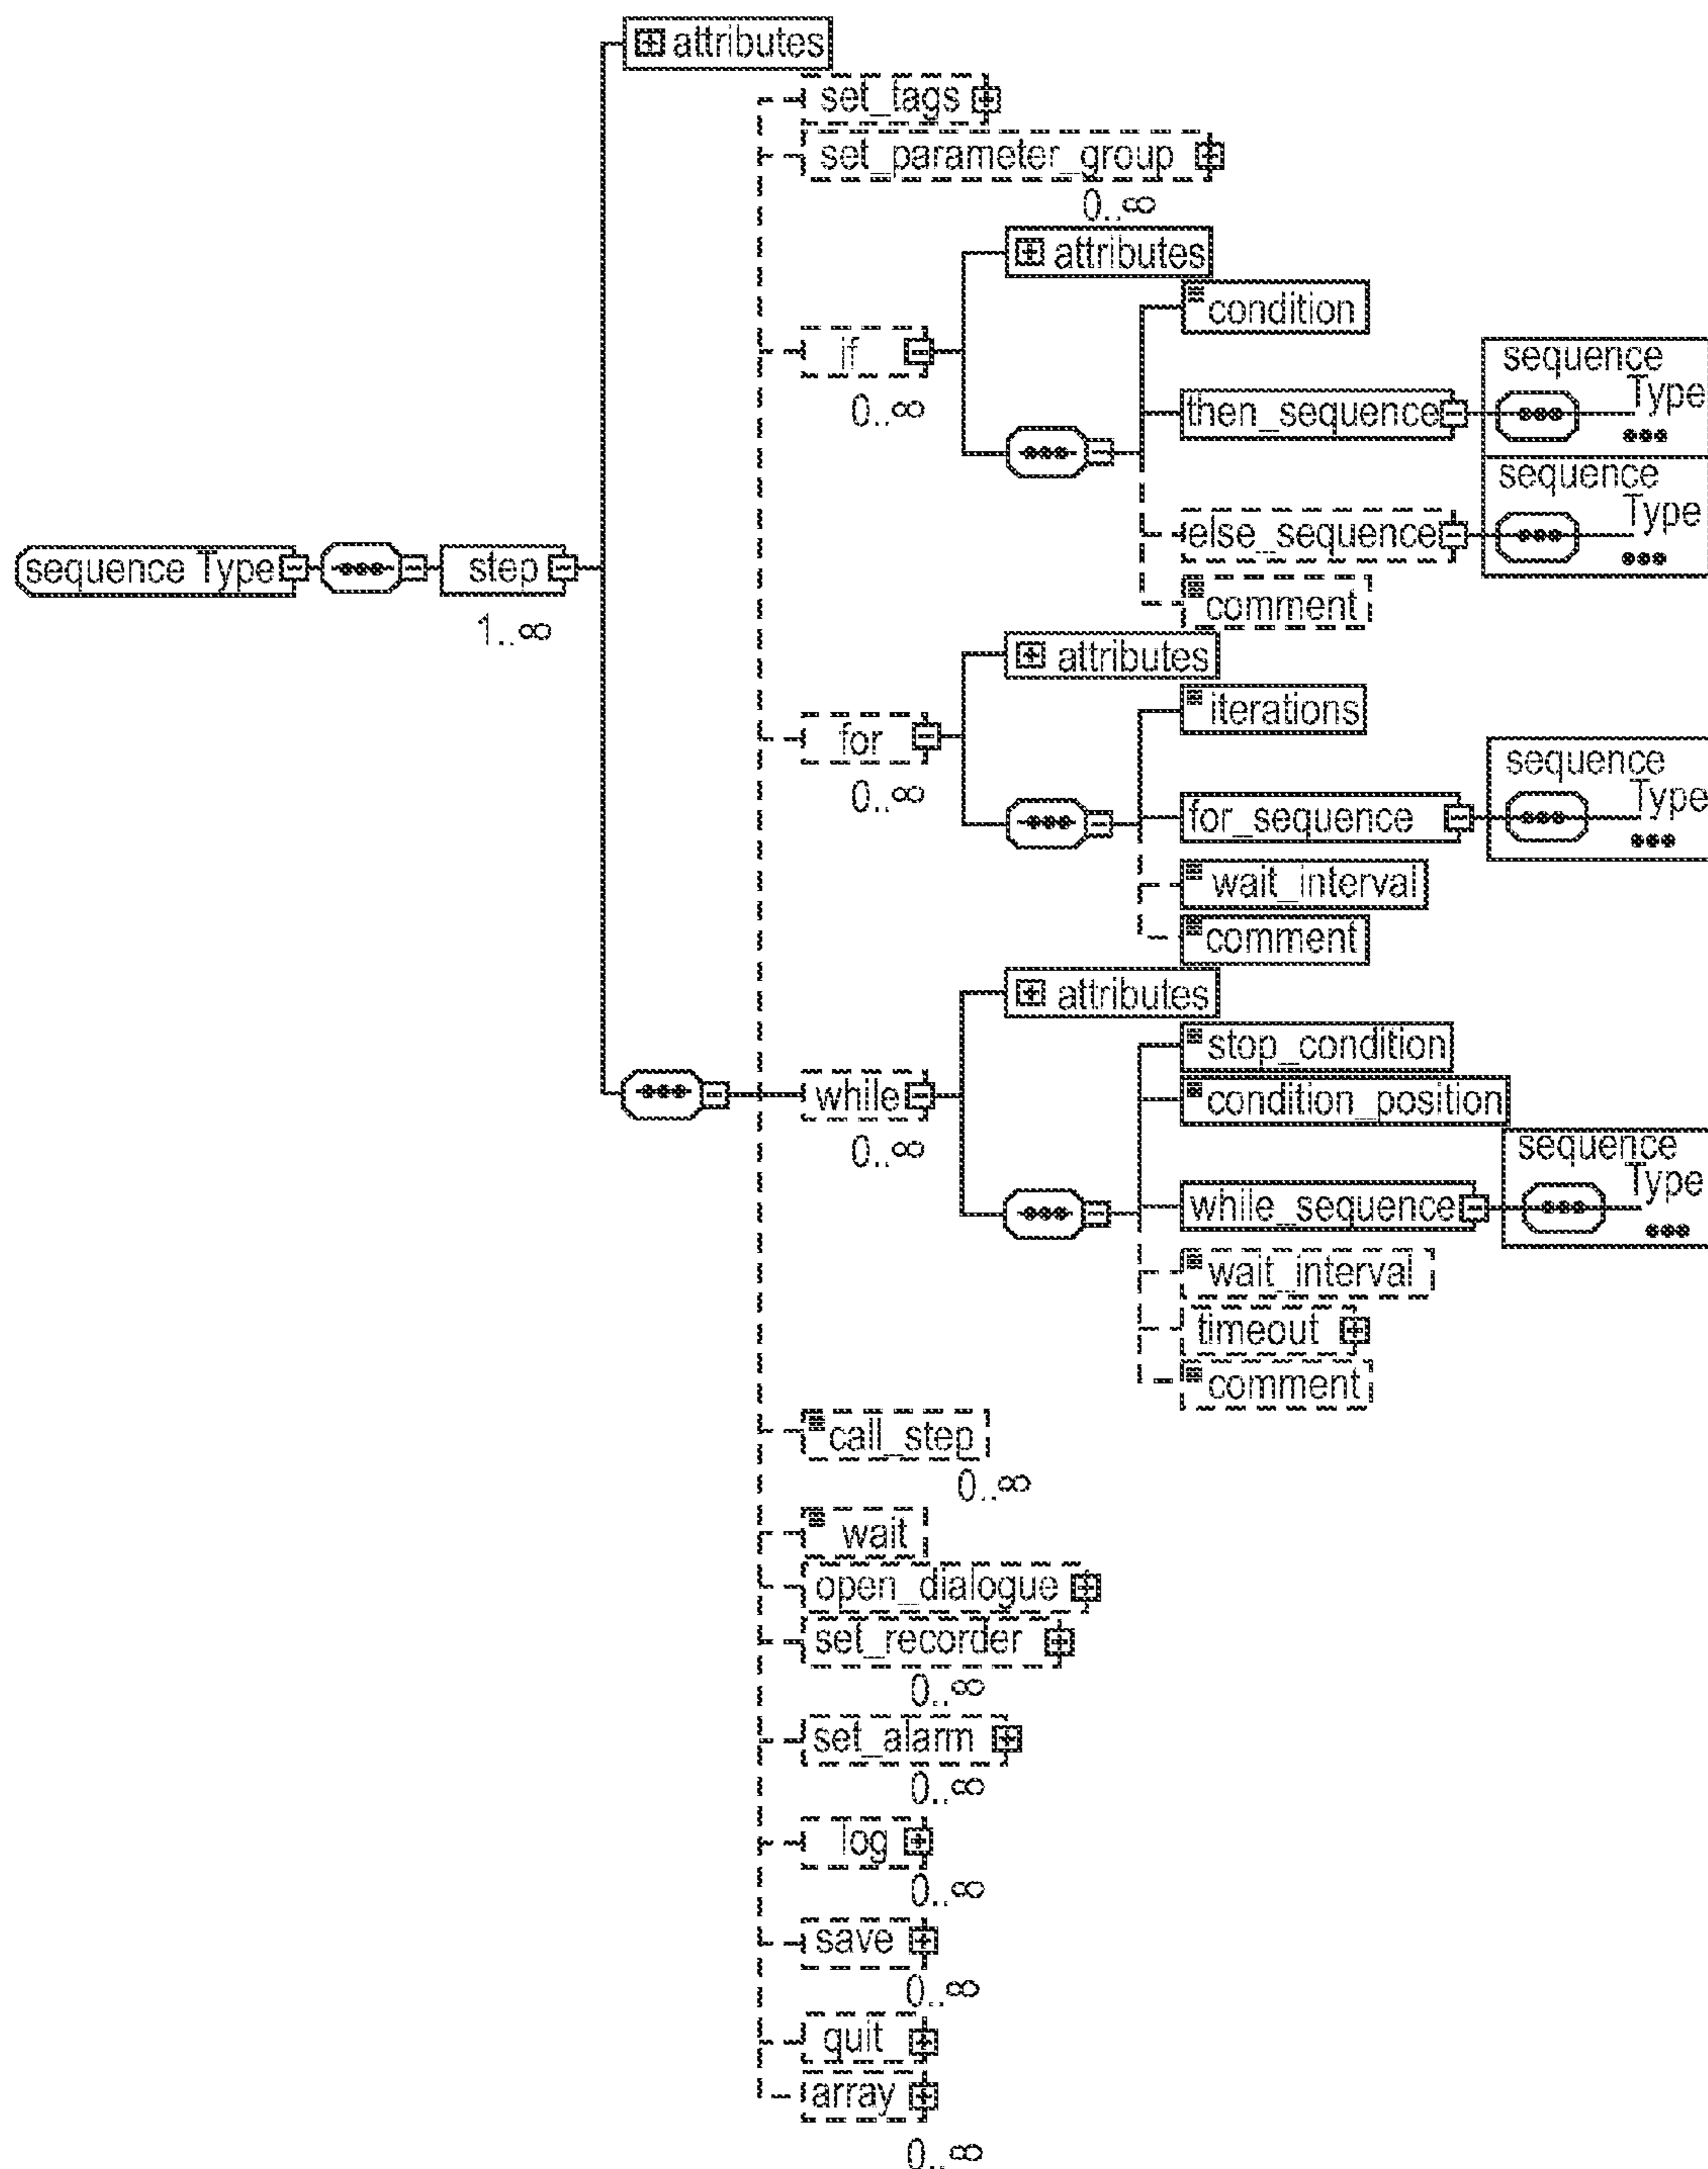 attributes
set_tags
set_parameter_group
0..∞
attributes
condition
if
0..∞
then_sequence
sequence
Type
else_sequence
sequence
Type
comment
sequence Type
step
1..∞
attributes
iterations
for
0..∞
for_sequence
sequence
Type
wait_interval
comment
attributes
stop_condition
condition_position
while
0..∞
while_sequence
sequence
Type
wait_interval
timeout
comment
call_step
0..∞
wait
open_dialogue
set_recorder
0..∞
set_alarm
0..∞
log
0..∞
save
0..∞
quit
array
0..∞